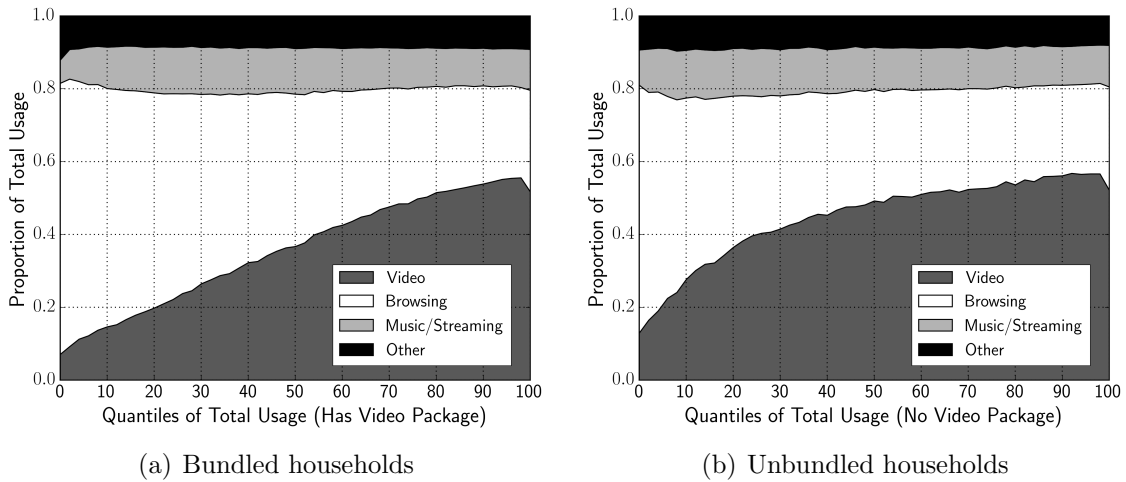 1.0
0.8
0.6
0.4
0.2
0.0
Proportion of Total Usage
Video
Browsing
Music/Streaming
Other
0 10 20 30 40 50 60 70 80 90 100
Quantiles of Total Usage (Has Video Package)
(a) Bundled households
1.0
0.8
0.6
0.4
0.2
0.0
Proportion of Total Usage
Video
Browsing
Music/Streaming
Other
0 10 20 30 40 50 60 70 80 90 100
Quantiles of Total Usage (No Video Package)
(b) Unbundled households